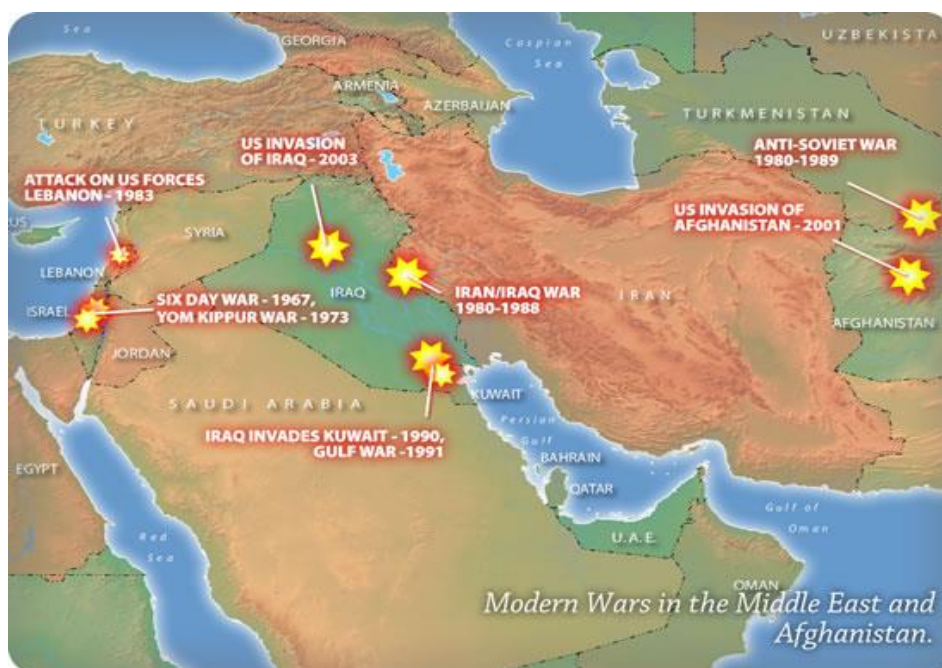 Sea
GEORGIA
Caspian
Sea
UZBEKISTA
ARMENIA
AZERBAIJAN
TURKMENISTAN
TURKEY
US INVASION
OF IRAQ - 2003
ANTI-SOVIET WAR
1980-1989
ATTACK ON US FORCES
LEBANON - 1983
US INVASION OF
AFGHANISTAN - 2001
RUS
SYRIA
LEBANON
IRAQ
IRAN/IRAQ WAR
1980-1988
IRAN
ISRAEL
SIX DAY WAR - 1967,
YOM KIPPUR WAR - 1973
AFGHANISTAN
JORDAN
KUWAIT
SAUDI ARABIA
Persian
Gulf
IRAQ INVADES KUWAIT - 1990,
GULF WAR -1991
EGYPT
BAHRAIN
QATAR
Gulf of
Oman
Red
Sea
U.A.E.
OMAN
Modern Wars in the Middle East and
Afghanistan.